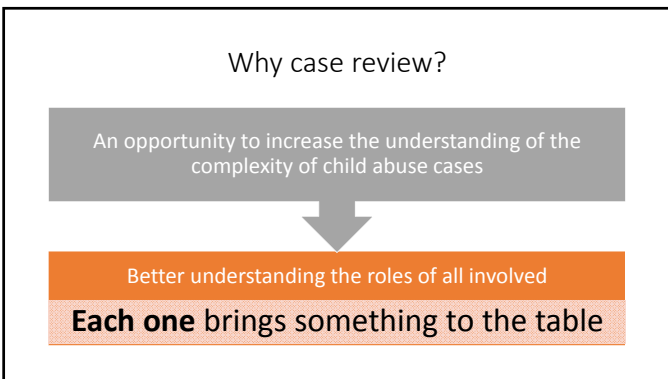 Why case review?
An opportunity to increase the understanding of the
complexity of child abuse cases
Better understanding the roles of all involved
Each one brings something to the table